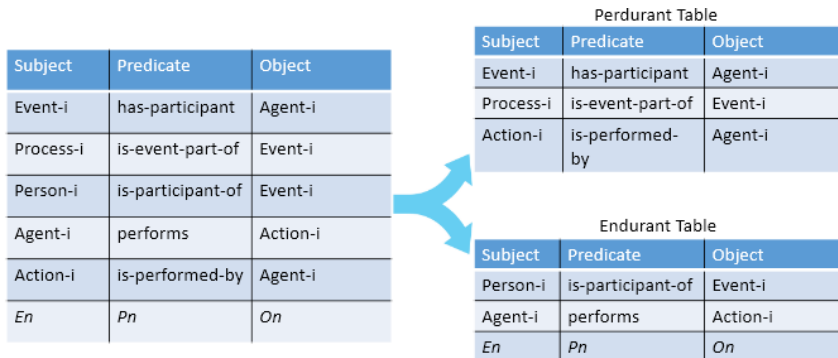 Subject Predicate Object
Event-i has-participant Agent-i
Process-i is-event-part-of Event-i
Person-i is-participant-of Event-i
Agent-i performs Action-i
Action-i is-performed-by Agent-i
En Pn On
Perdurant Table
Subject Predicate Object
Event-i has-participant Agent-i
Process-i is-event-part-of Event-i
Action-i is-performed- Agent-i
by
Endurant Table
Subject Predicate Object
Person-i is-participant-of Event-i
Agent-i performs Action-i
En Pn On